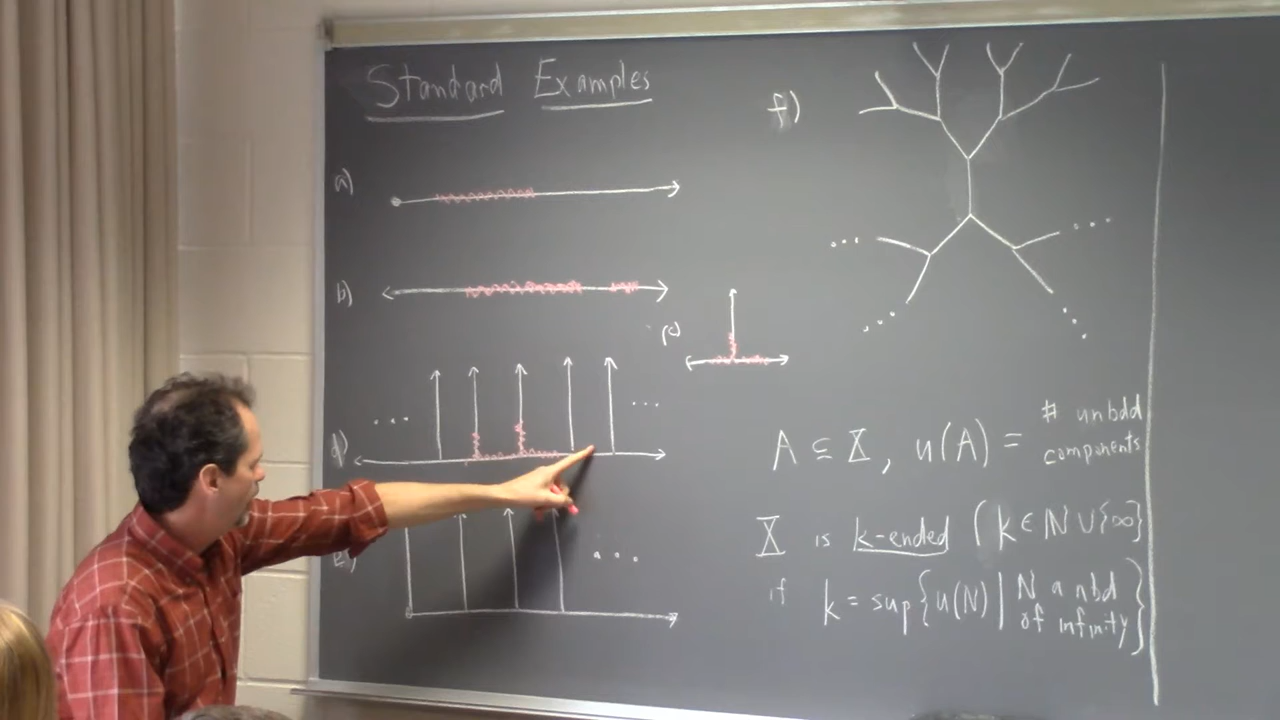 Standard Examples
a)
b)
c)
d)
...
...
e)
...
f)
...
...
...
...
A ⊆ X, u(A) = # unbdd components
X is k-ended (k ∈ ℕ ∪ {∞}
if k = sup{u(N) | N a nbd of infinity}